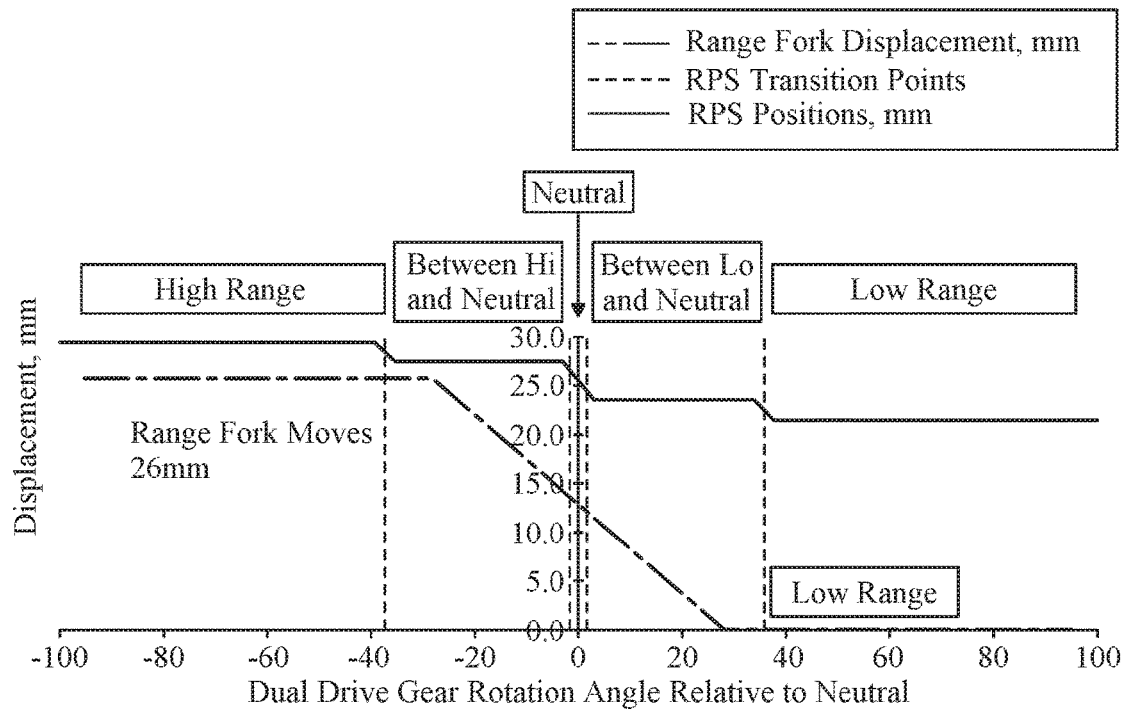 Range Fork Displacement, mm
RPS Transition Points
RPS Positions, mm
Neutral
High Range
Between Hi
and Neutral
Between Lo
and Neutral
Low Range
Displacement, mm
30.0
25.0
20.0
15.0
10.0
5.0
0.0
Range Fork Moves
26mm
Low Range
-100 -80 -60 -40 -20 0 20 40 60 80 100
Dual Drive Gear Rotation Angle Relative to Neutral